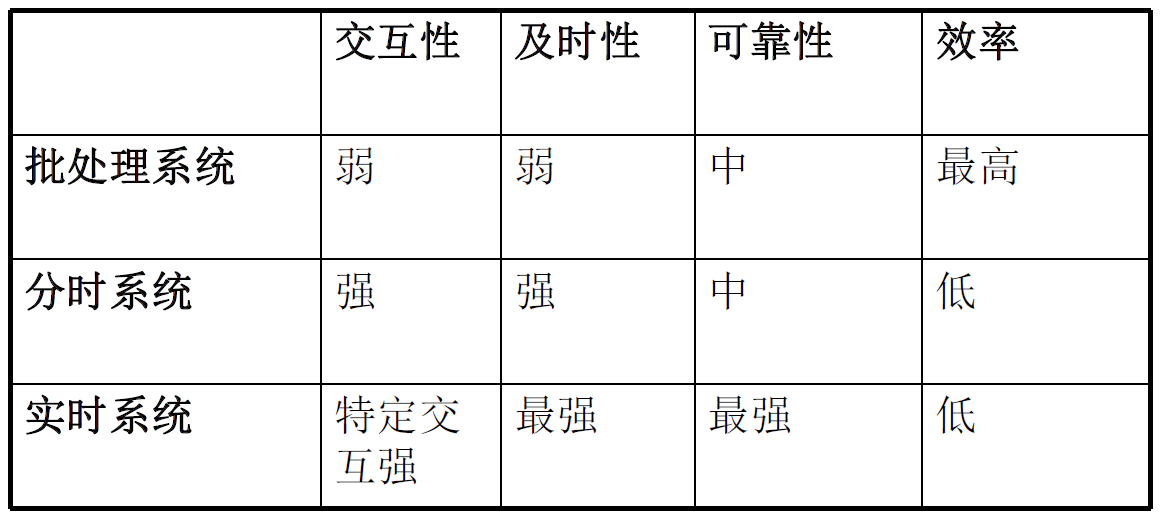 交互性 及时性 可靠性 效率
批处理系统 弱 弱 中 最高
分时系统 强 强 中 低
实时系统 特定交 最强 最强 低
互强